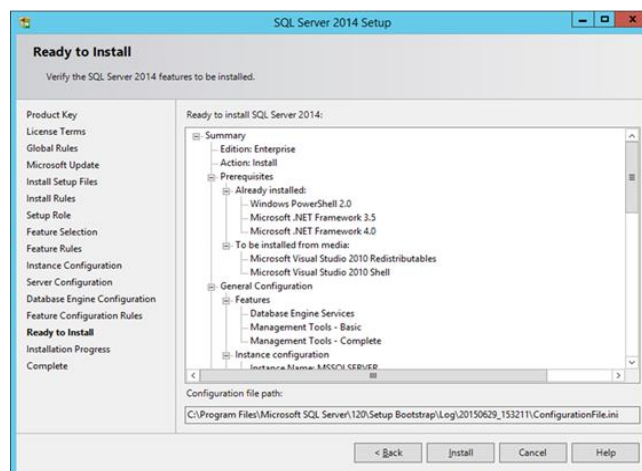 SQL Server 2014 Setup
Ready to Install
Verify the SQL Server 2014 features to be installed.
Product Key
License Terms
Global Rules
Microsoft Update
Install Setup Files
Install Rules
Setup Role
Feature Selection
Feature Rules
Instance Configuration
Server Configuration
Database Engine Configuration
Feature Configuration Rules
Ready to Install
Installation Progress
Complete
Ready to install SQL Server 2014:
Summary
Edition: Enterprise
Action: Install
Prerequisites
Already installed:
Windows PowerShell 2.0
Microsoft .NET Framework 3.5
Microsoft .NET Framework 4.0
To be installed from media:
Microsoft Visual Studio 2010 Redistributables
Microsoft Visual Studio 2010 Shell
General Configuration
Features
Database Engine Services
Management Tools - Basic
Management Tools - Complete
Instance configuration
Instance Name: MSSQLSERVER
Configuration file path:
C:\Program Files\Microsoft SQL Server\120\Setup Bootstrap\Log\20150629_153211\ConfigurationFile.ini
< Back
Install
Cancel
Help